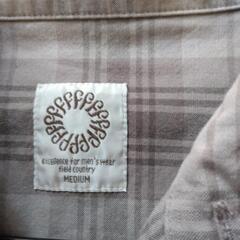 excellence for men's wear
field country
MEDIUM